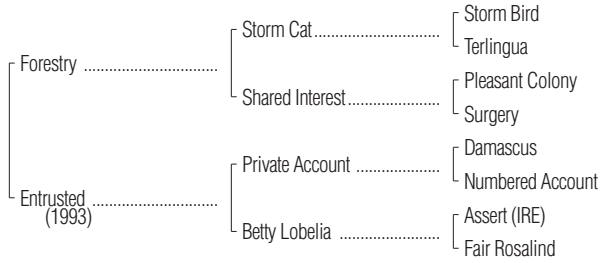 Storm Bird
Storm Cat
Terlingua
Forestry
Pleasant Colony
Shared Interest
Surgery
Damascus
Private Account
Numbered Account
Entrusted
(1993)
Assert (IRE)
Betty Lobelia
Fair Rosalind